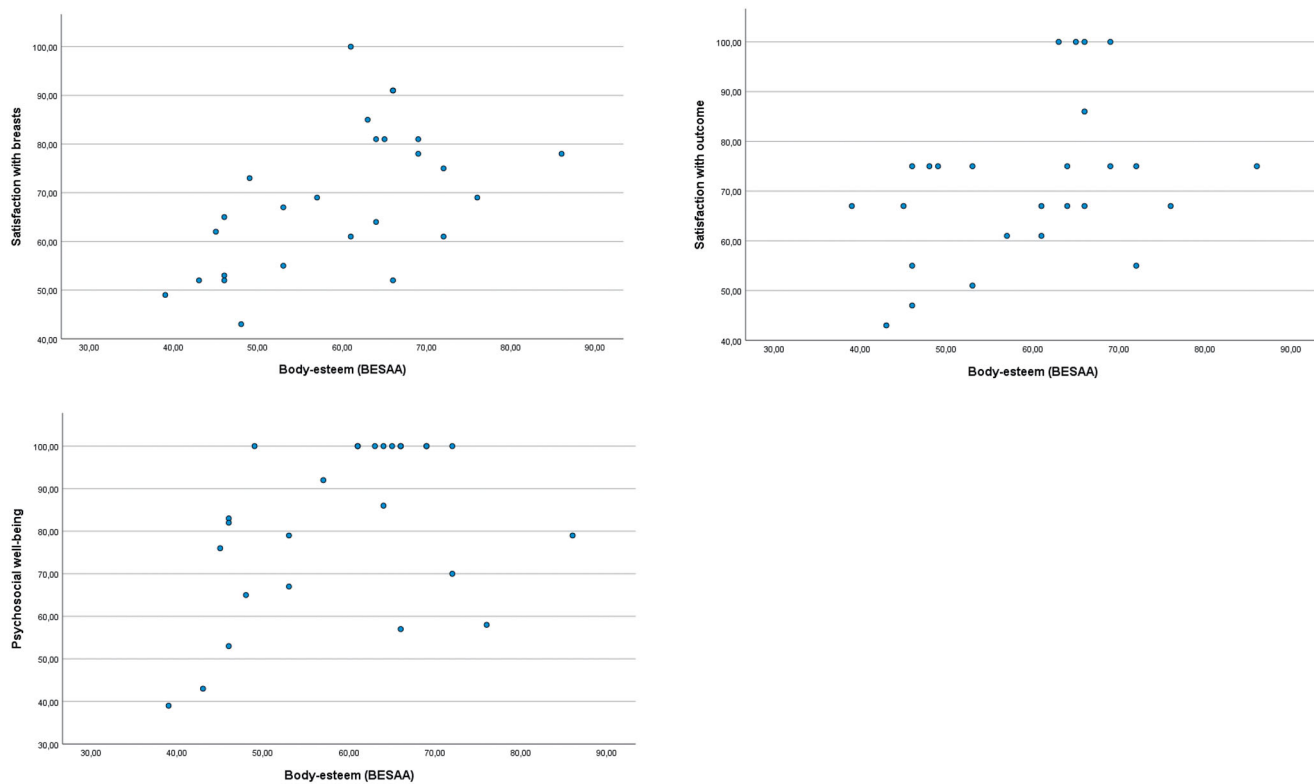 Satisfaction with breasts
100,00
90,00
80,00
70,00
60,00
50,00
40,00
30,00 40,00 50,00 60,00 70,00 80,00 90,00
Body-esteem (BESAA)
Satisfaction with outcome
100,00
90,00
80,00
70,00
60,00
50,00
40,00
30,00 40,00 50,00 60,00 70,00 80,00 90,00
Body-esteem (BESAA)
Psychosocial well-being
100,00
90,00
80,00
70,00
60,00
50,00
40,00
30,00
30,00 40,00 50,00 60,00 70,00 80,00 90,00
Body-esteem (BESAA)